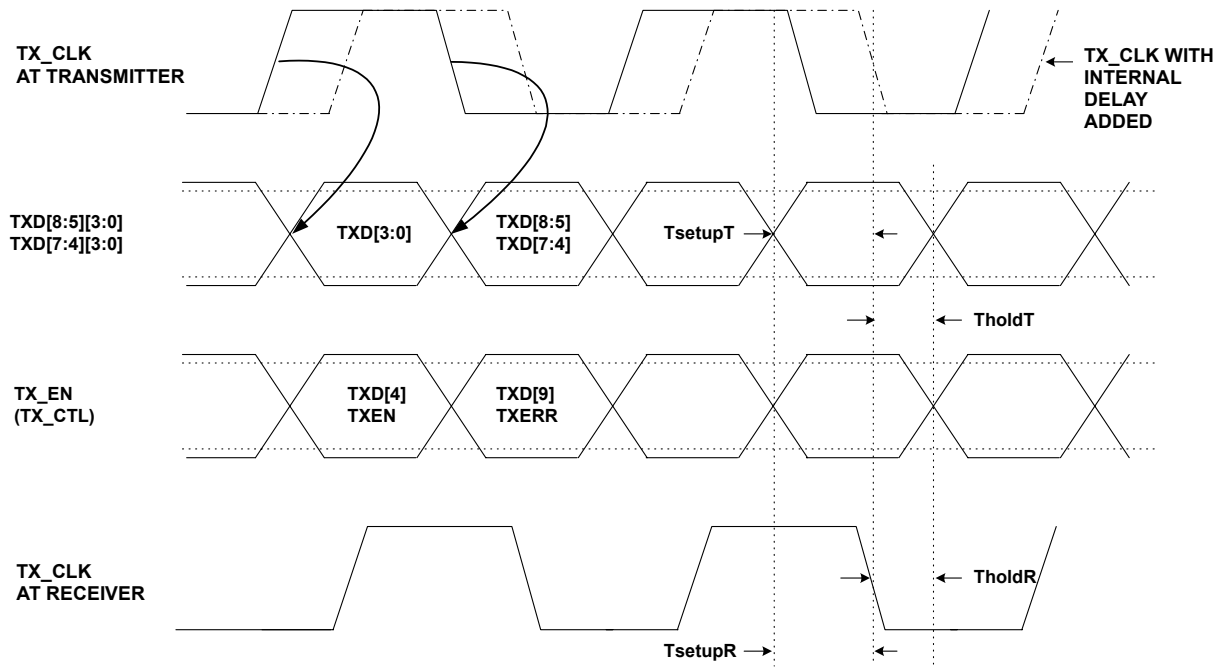 TX_CLK
AT TRANSMITTER
TX_CLK WITH
INTERNAL
DELAY
ADDED
TXD[8:5][3:0]
TXD[7:4][3:0]
TXD[3:0]
TXD[8:5]
TXD[7:4]
TsetupT
TholdT
TX_EN
(TX_CTL)
TXD[4]
TXEN
TXD[9]
TXERR
TX_CLK
AT RECEIVER
TholdR
TsetupR